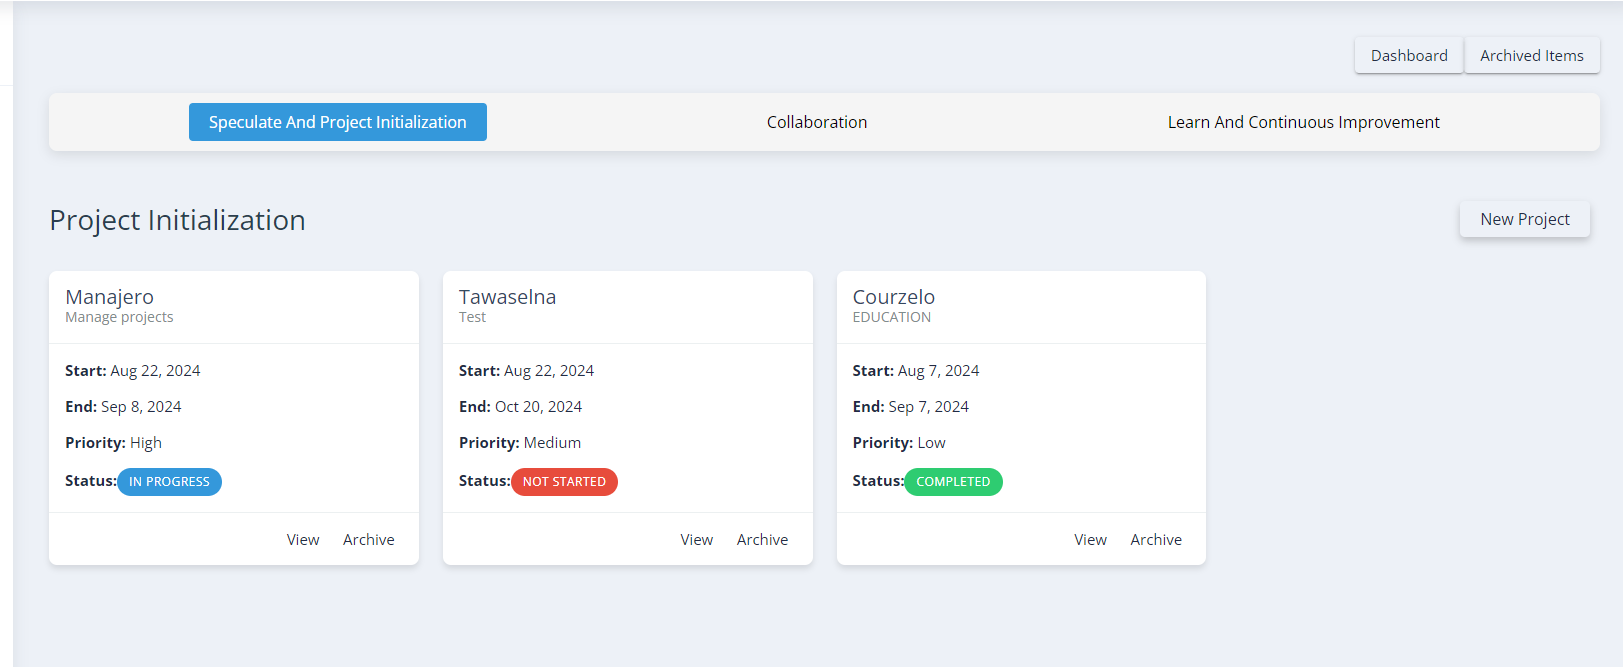 Dashboard Archived Items
Speculate And Project Initialization Collaboration Learn And Continuous Improvement
Project Initialization New Project
Manajero
Manage projects
Start: Aug 22, 2024
End: Sep 8, 2024
Priority: High
Status: IN PROGRESS
View Archive
Tawaselna
Test
Start: Aug 22, 2024
End: Oct 20, 2024
Priority: Medium
Status: NOT STARTED
View Archive
Courzelo
EDUCATION
Start: Aug 7, 2024
End: Sep 7, 2024
Priority: Low
Status: COMPLETED
View Archive